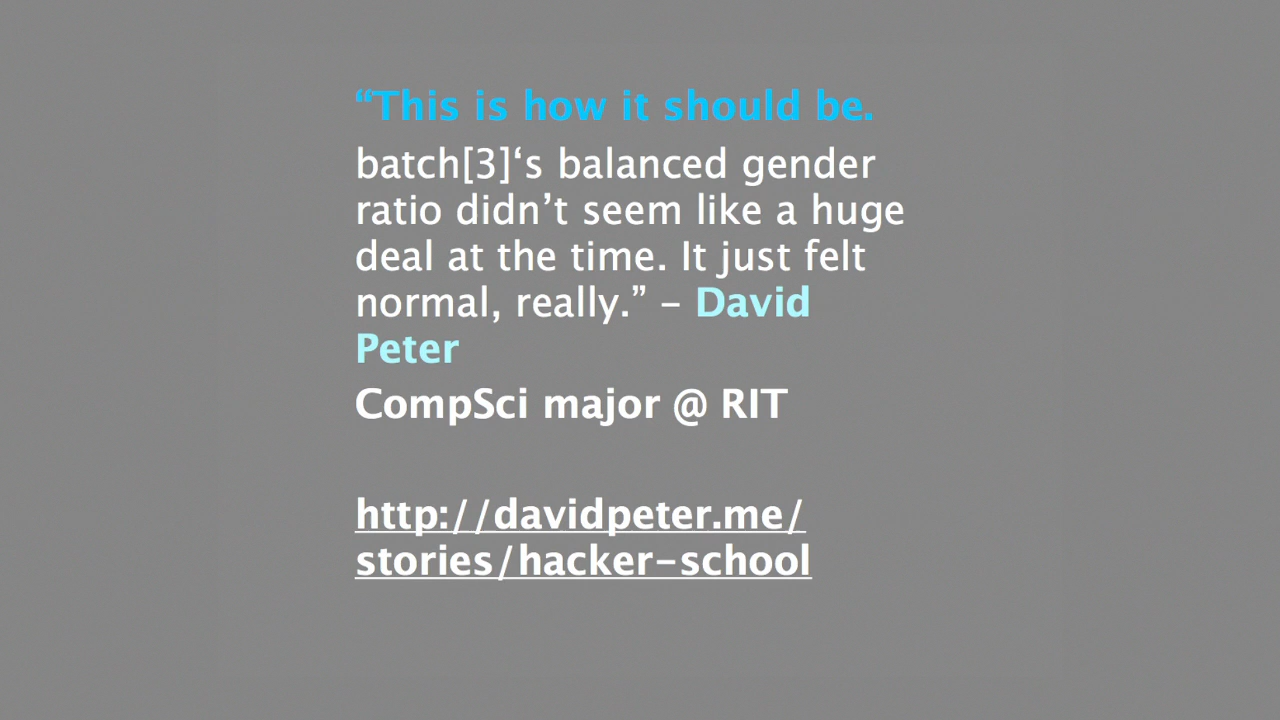 “This is how it should be.
batch[3]‘s balanced gender
ratio didn’t seem like a huge
deal at the time. It just felt
normal, really.” – David
Peter
CompSci major @ RIT
http://davidpeter.me/
stories/hacker-school